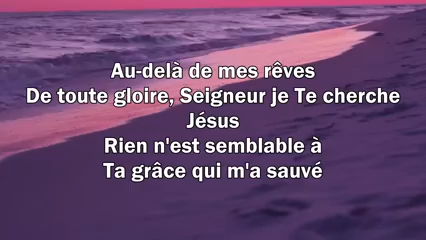 Au-delà de mes rêves
De toute gloire, Seigneur je Te cherche
Jésus
Rien n'est semblable à
Ta grâce qui m'a sauvé